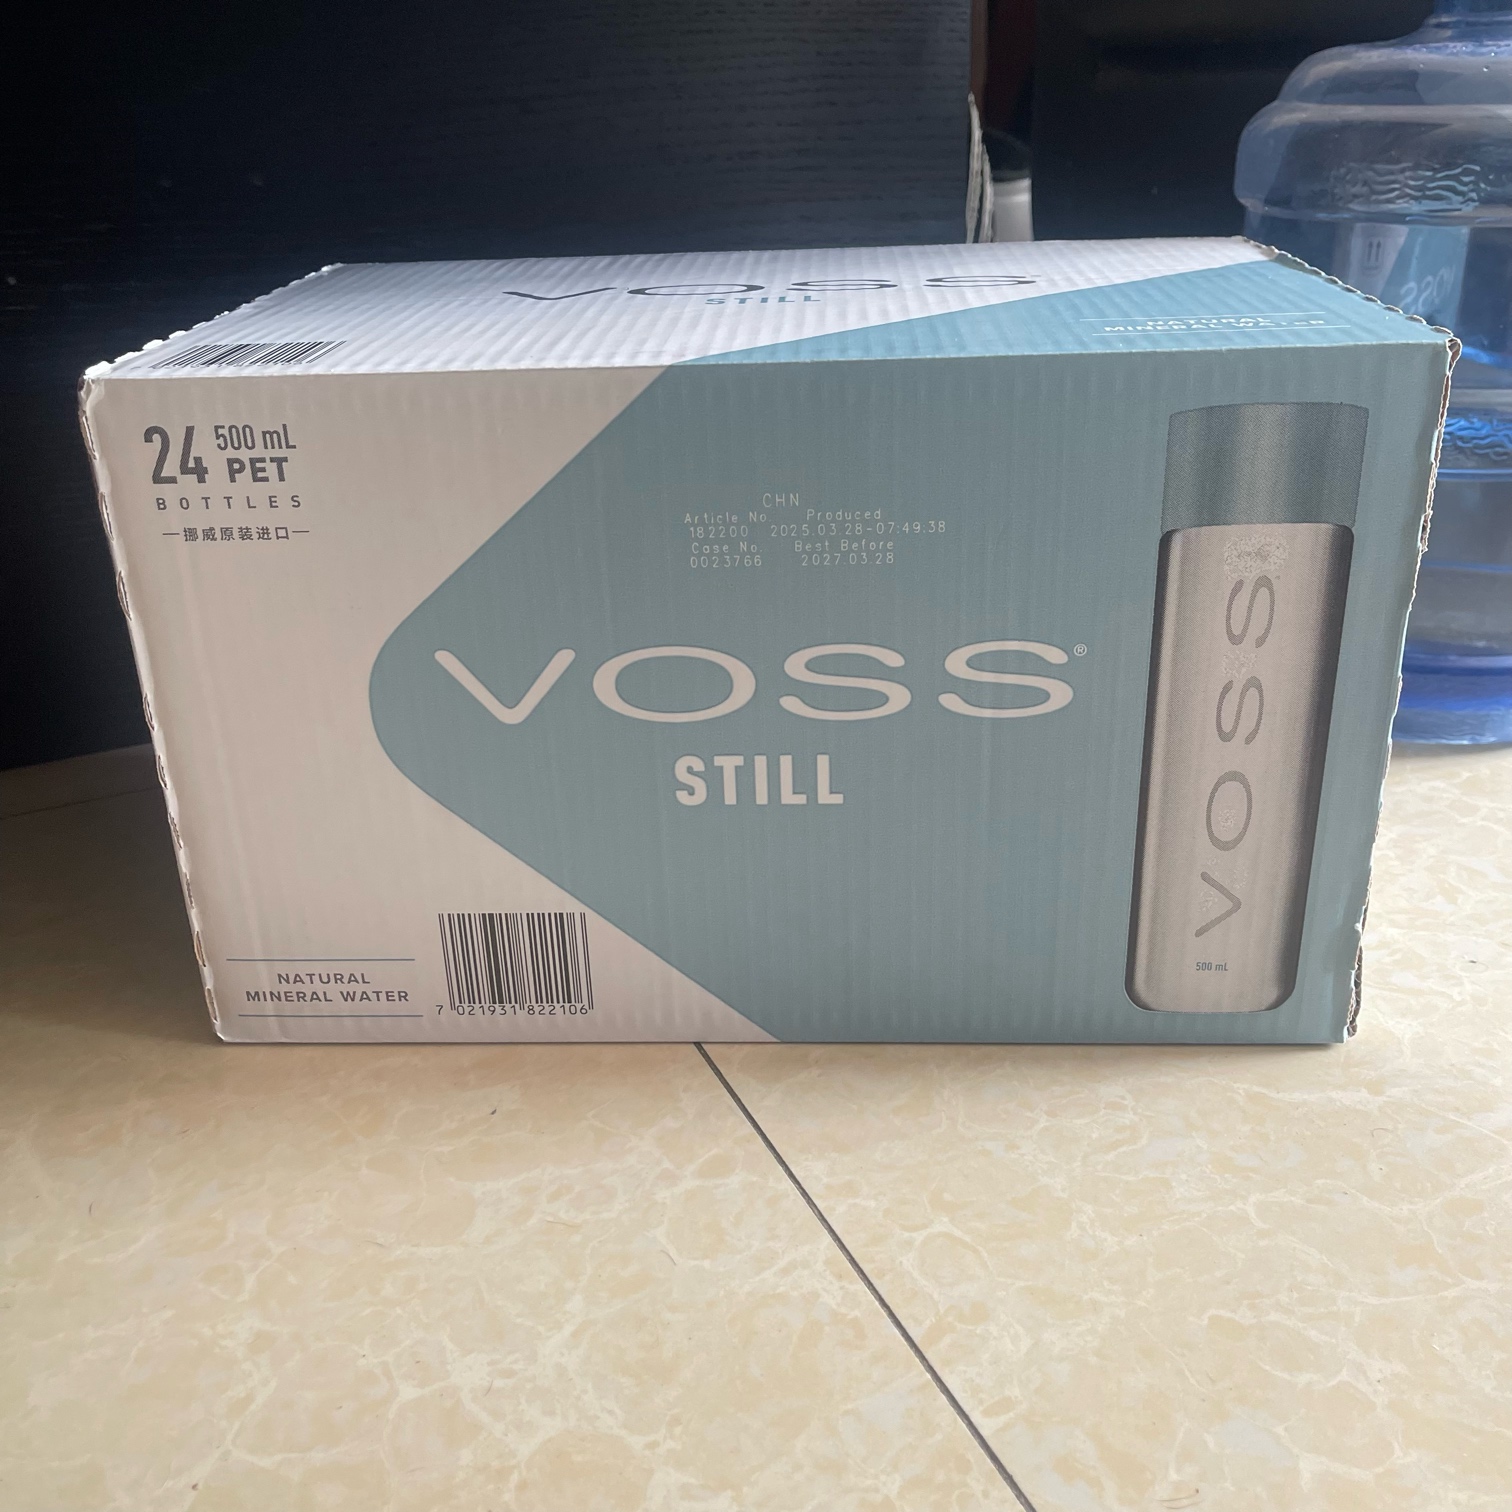 VOSS
STILL
NATURAL
MINERAL WATER
24 500 mL
PET
BOTTLES
挪威原装进口
CHN
Article No. Produced
182200 2025.03.28-07:49:38
Case No. Best Before
0023766 2027.03.28
VOSS®
STILL
VOSS
500 mL
NATURAL
MINERAL WATER
7 021931 822106